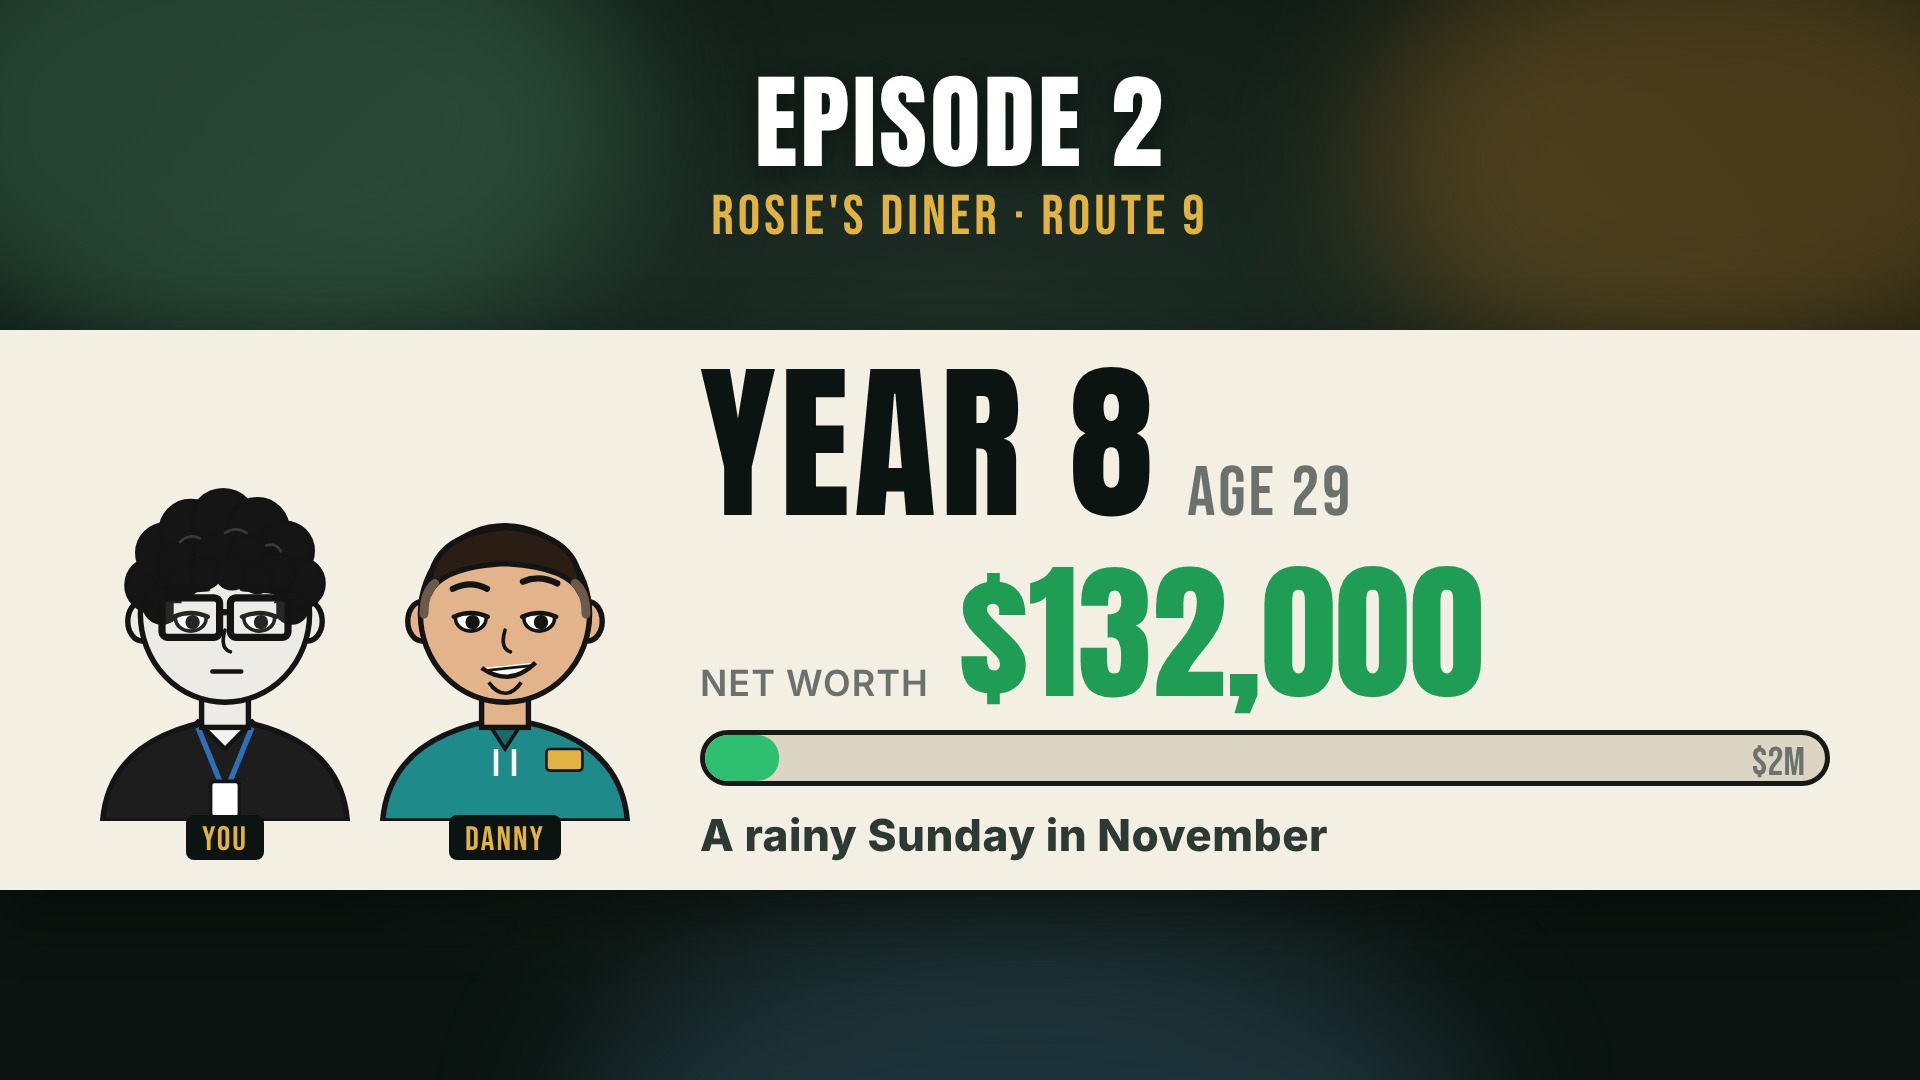 EPISODE 2
ROSIE'S DINER · ROUTE 9
YEAR 8 AGE 29
NET WORTH $132,000
$2M
A rainy Sunday in November
YOU
DANNY